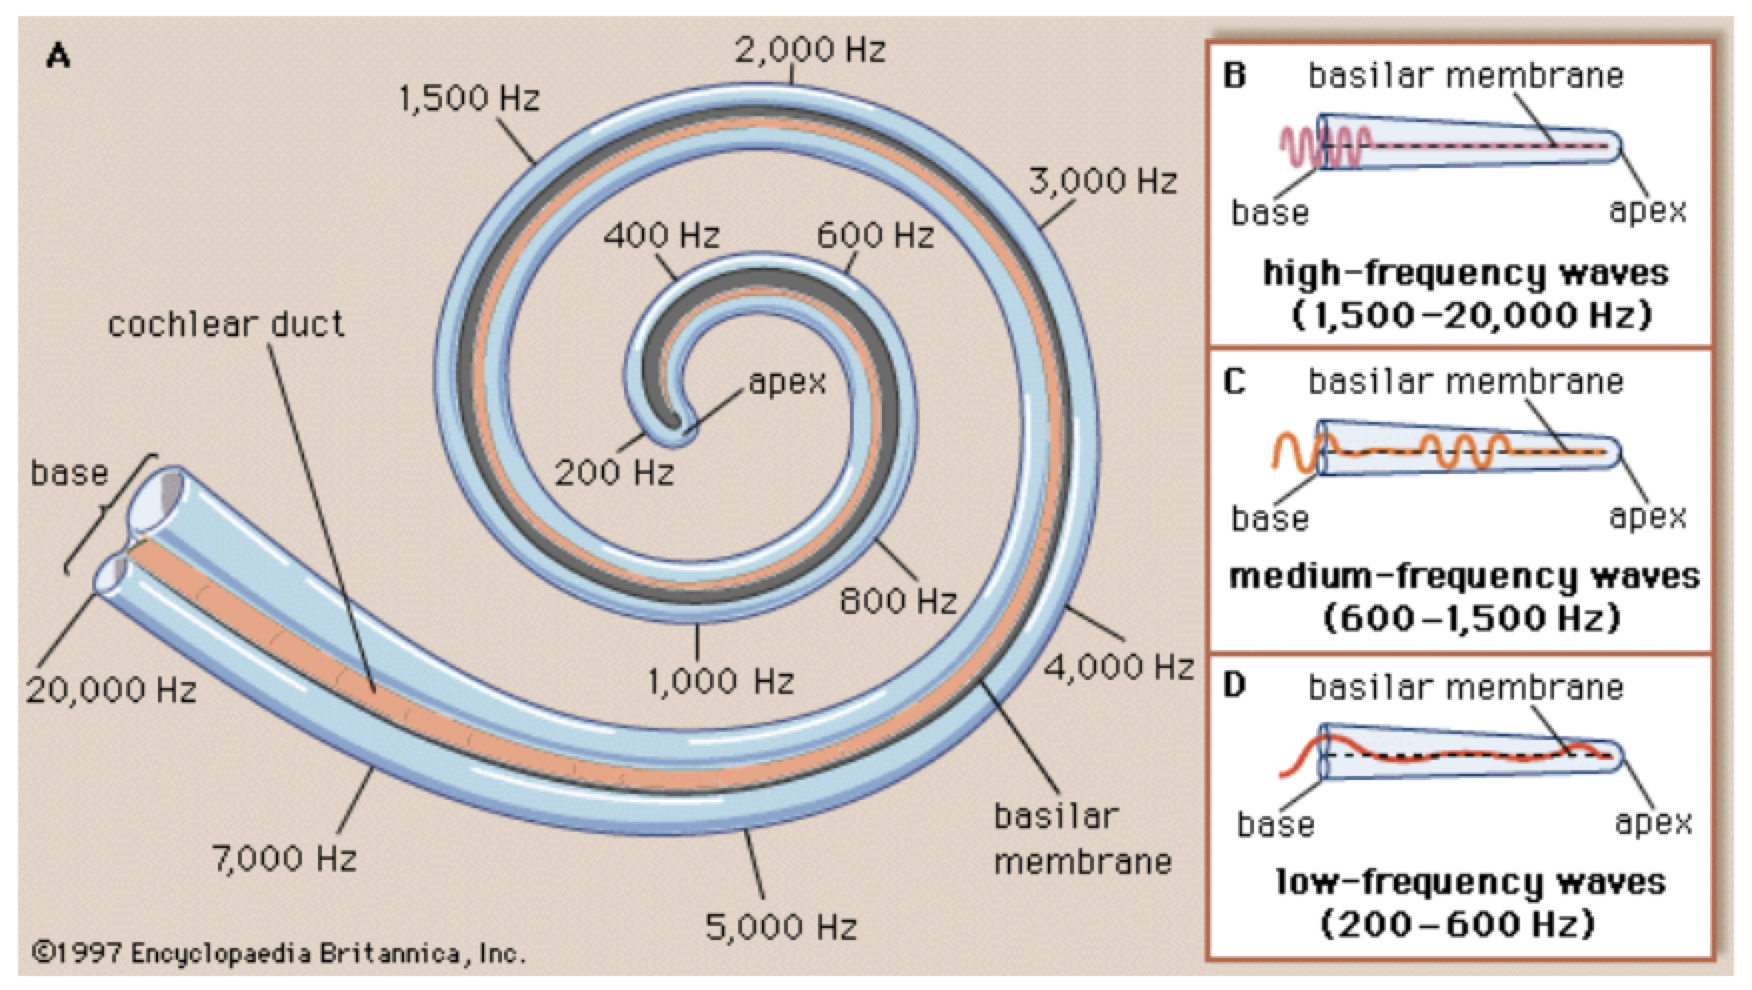 A
2,000 Hz
1,500 Hz
3,000 Hz
400 Hz
600 Hz
cochlear duct
apex
base
200 Hz
800 Hz
1,000 Hz
4,000 Hz
20,000 Hz
basilar
membrane
7,000 Hz
5,000 Hz
©1997 Encyclopaedia Britannica, Inc.
B
basilar membrane
base
apex
high-frequency waves
(1,500-20,000 Hz)
C
basilar membrane
base
apex
medium-frequency waves
(600-1,500 Hz)
D
basilar membrane
base
apex
low-frequency waves
(200-600 Hz)